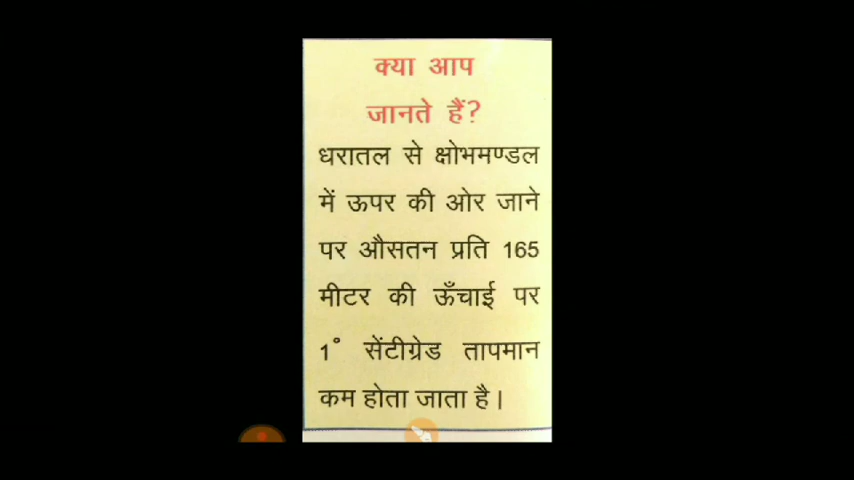 क्या आप
जानते हैं?
धरातल से क्षोभमण्डल
में ऊपर की ओर जाने
पर औसतन प्रति 165
मीटर की ऊँचाई पर
1° सेंटीग्रेड तापमान
कम होता जाता है।